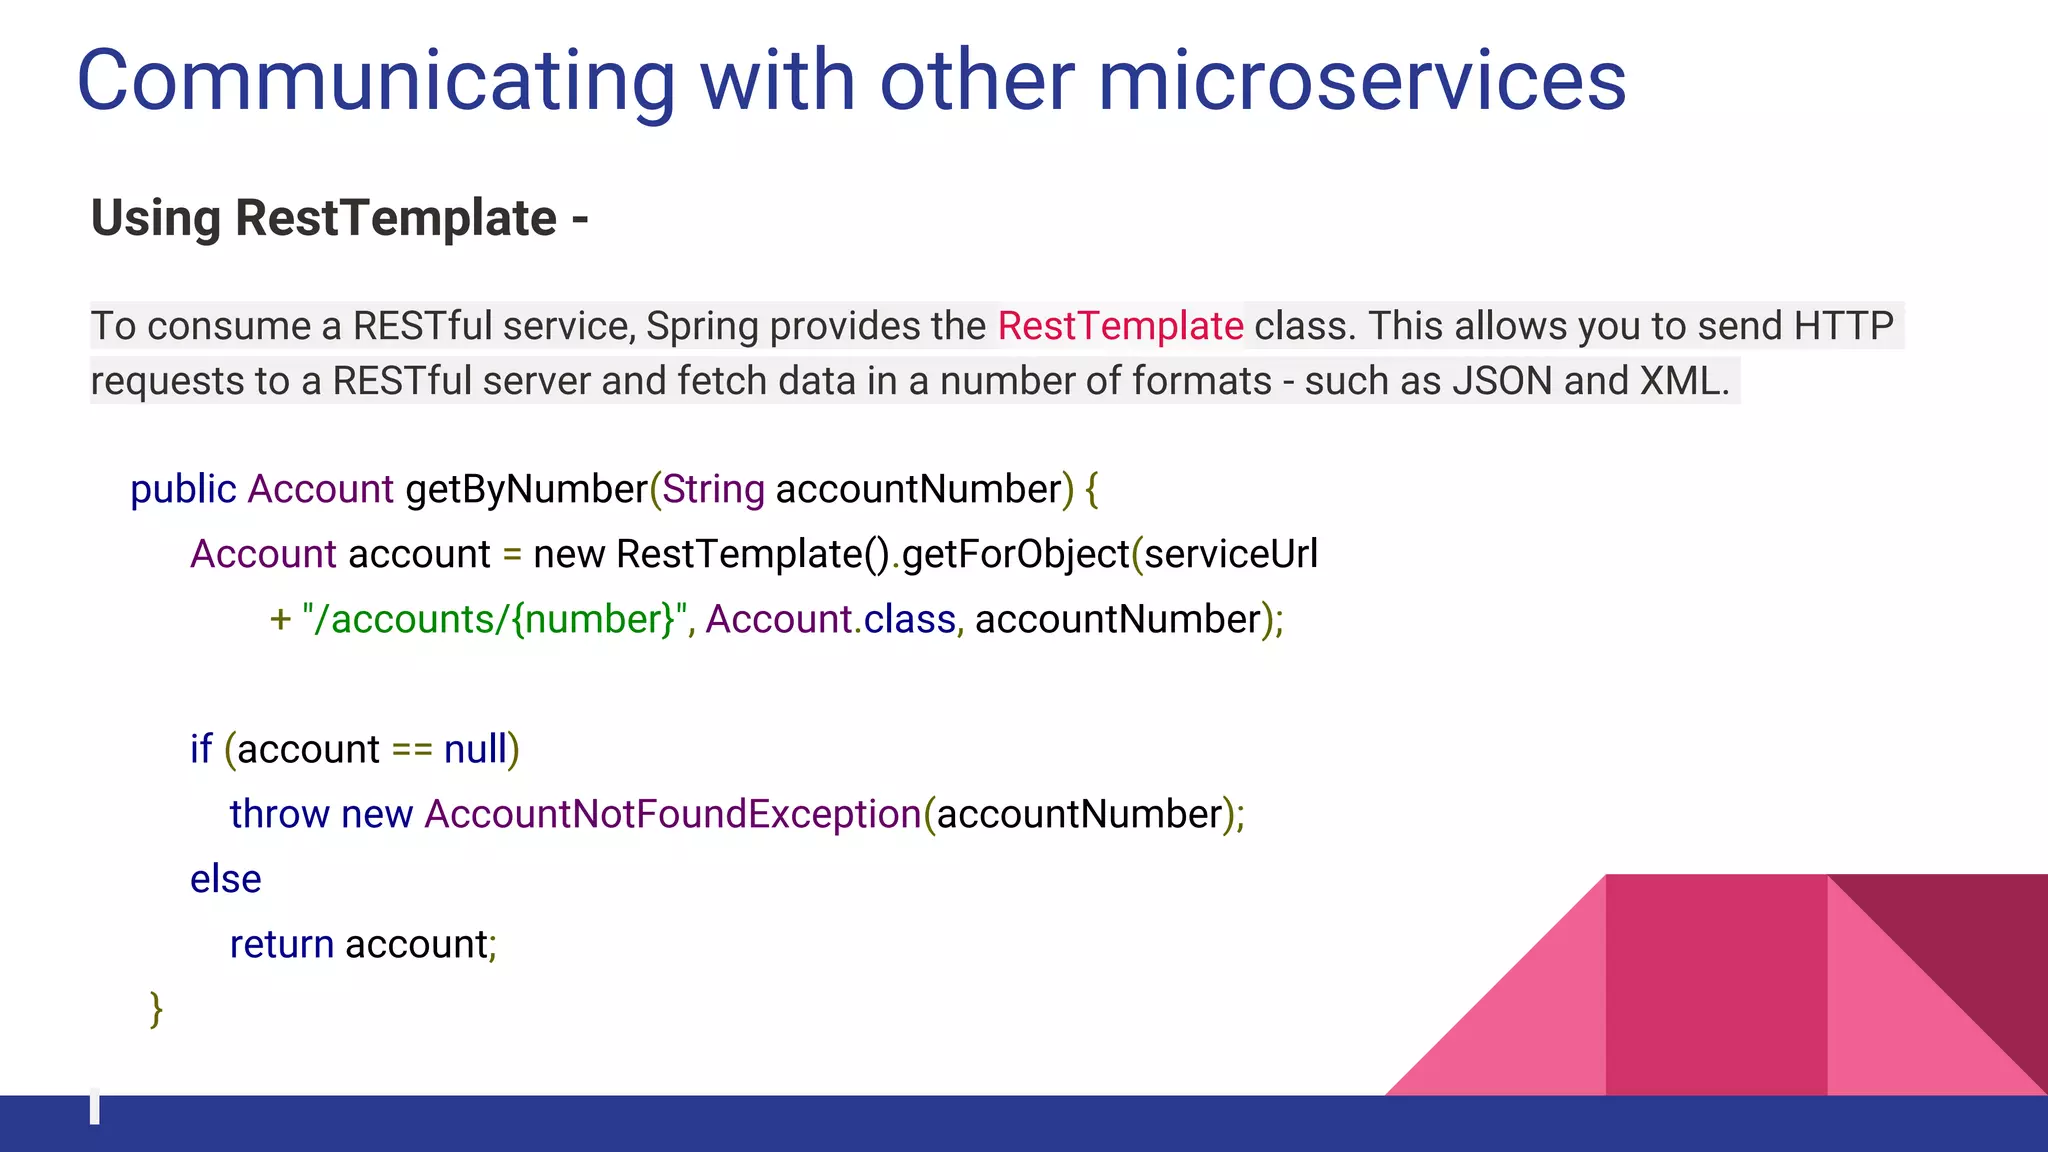 Communicating with other microservices
Using RestTemplate -
To consume a RESTful service, Spring provides the RestTemplate class. This allows you to send HTTP
requests to a RESTful server and fetch data in a number of formats - such as JSON and XML.
public Account getByNumber(String accountNumber) {
Account account = new RestTemplate().getForObject(serviceUrl
+ "/accounts/{number}", Account.class, accountNumber);
if (account == null)
throw new AccountNotFoundException(accountNumber);
else
return account;
}